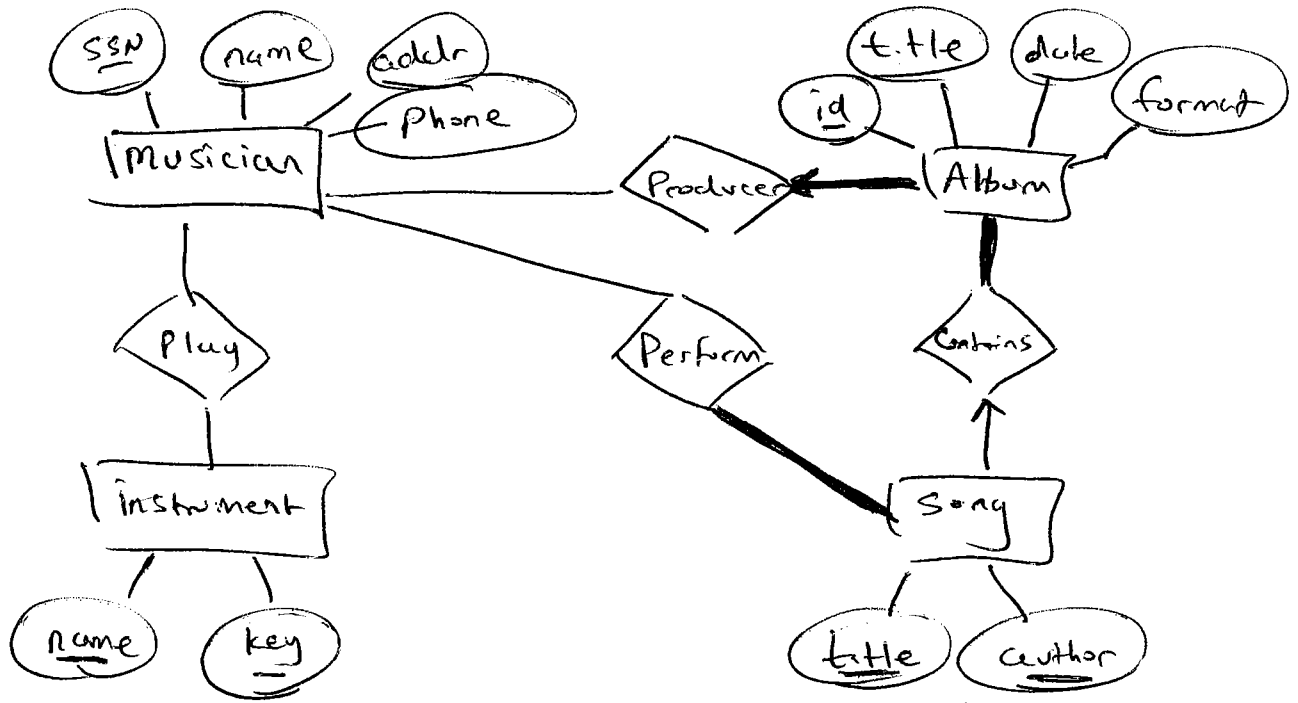 SSN
name
addr
phone
Musician
title
date
id
format
Album
Producer
Play
Perform
Contains
instrument
Song
name
key
title
author